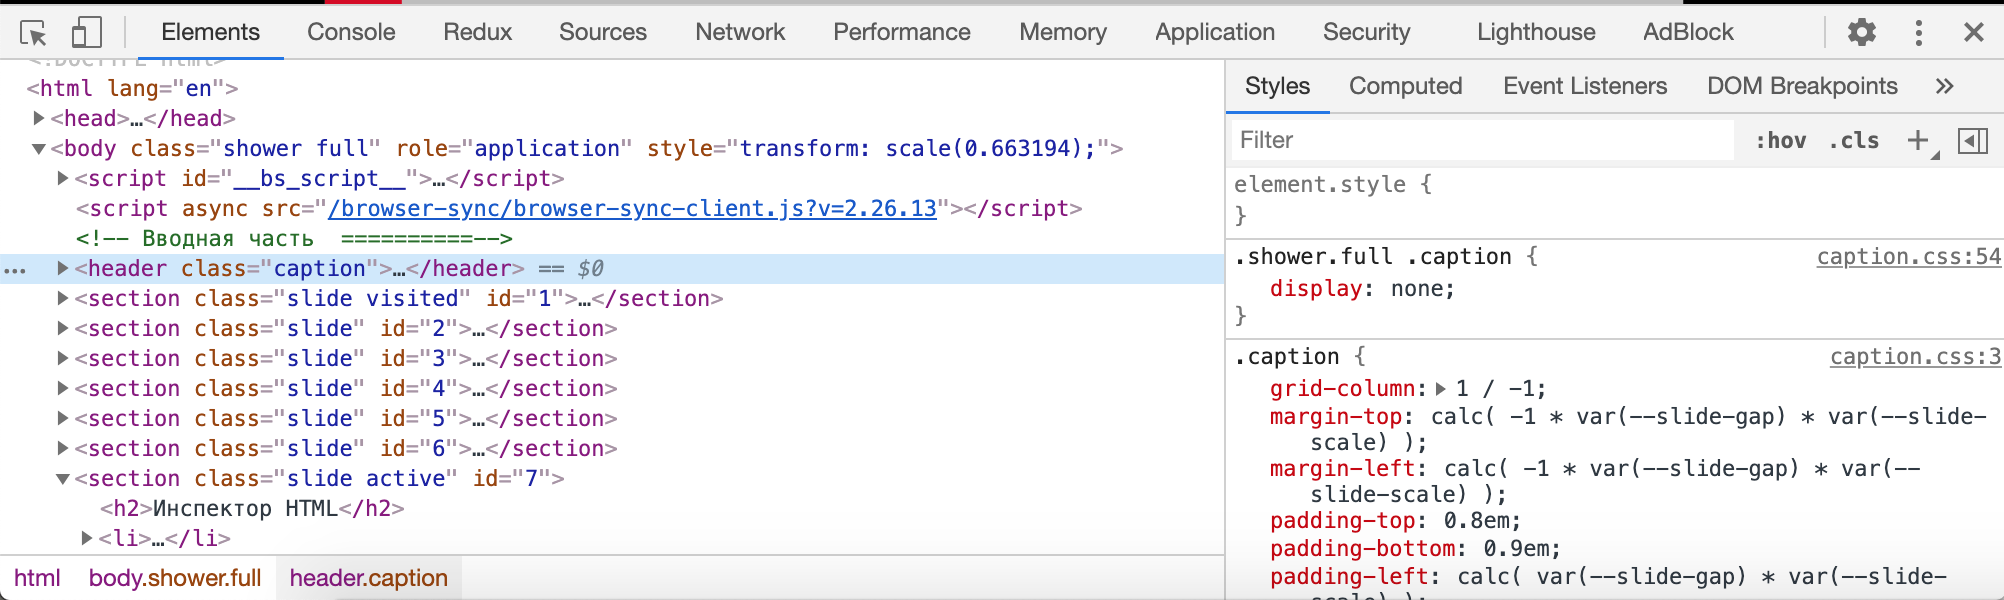 Elements Console Redux Sources Network Performance Memory Application Security Lighthouse AdBlock
<!DOCTYPE html>
<html lang="en">
<head>…</head>
<body class="shower full" role="application" style="transform: scale(0.663194);">
<script id="__bs_script__">…</script>
<script async src="/browser-sync/browser-sync-client.js?v=2.26.13"></script>
<!-- Вводная часть  ==========-->
… <header class="caption">…</header> == $0
<section class="slide visited" id="1">…</section>
<section class="slide" id="2">…</section>
<section class="slide" id="3">…</section>
<section class="slide" id="4">…</section>
<section class="slide" id="5">…</section>
<section class="slide" id="6">…</section>
<section class="slide active" id="7">
<h2>Инспектор HTML</h2>
<li>…</li>
html body.shower.full header.caption
Styles Computed Event Listeners DOM Breakpoints »
Filter :hov .cls +
element.style {
}
.shower.full .caption { caption.css:54
display: none;
}
.caption { caption.css:3
grid-column: 1 / -1;
margin-top: calc( -1 * var(--slide-gap) * var(--slide-
scale) );
margin-left: calc( -1 * var(--slide-gap) * var(--
slide-scale) );
padding-top: 0.8em;
padding-bottom: 0.9em;
padding-left: calc( var(--slide-gap) * var(--slide-
scale) );